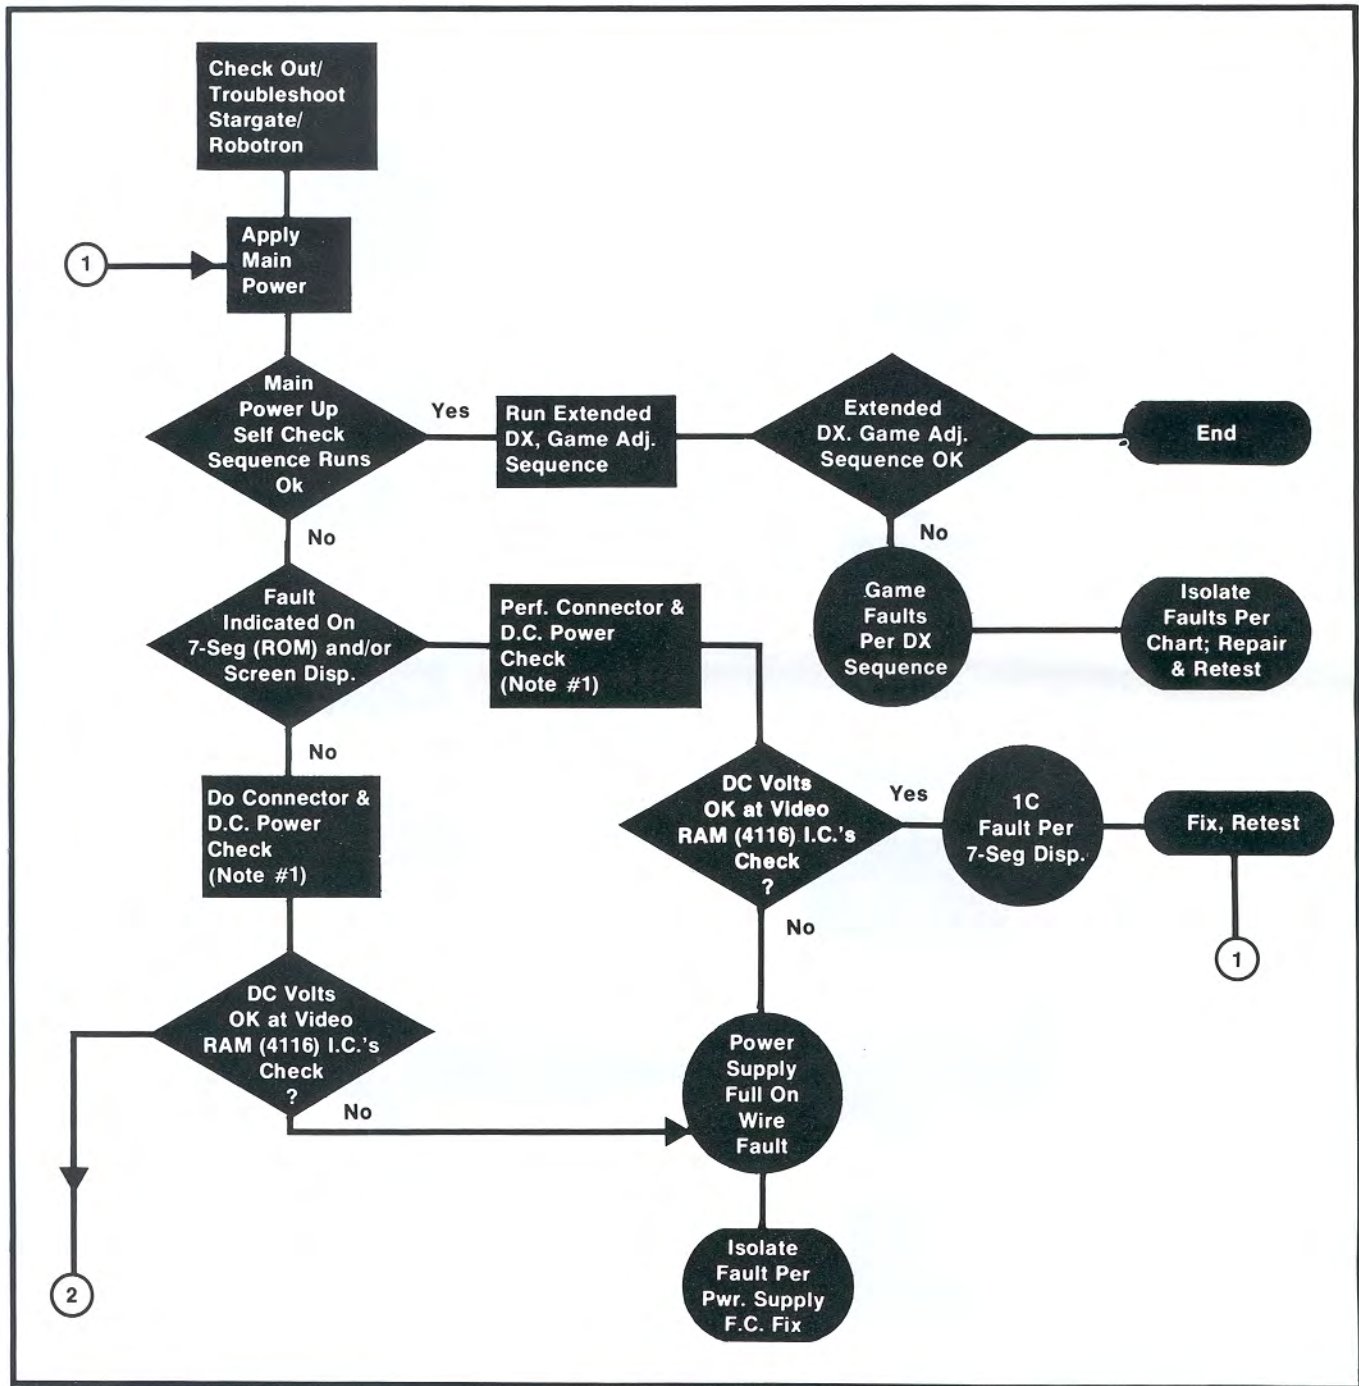 Check Out/
Troubleshoot
Stargate/
Robotron
1
Apply
Main
Power
Main
Power Up
Self Check
Sequence Runs
Ok
Yes
Run Extended
DX, Game Adj.
Sequence
Extended
DX. Game Adj.
Sequence OK
End
No
No
Fault
Indicated On
7-Seg (ROM) and/or
Screen Disp.
Perf. Connector &
D.C. Power
Check
(Note #1)
Game
Faults
Per DX
Sequence
Isolate
Faults Per
Chart; Repair
& Retest
No
Do Connector &
D.C. Power
Check
(Note #1)
DC Volts
OK at Video
RAM (4116) I.C.'s
Check
?
Yes
1C
Fault Per
7-Seg Disp.
Fix, Retest
No
1
DC Volts
OK at Video
RAM (4116) I.C.'s
Check
?
No
Power
Supply
Full On
Wire
Fault
2
Isolate
Fault Per
Pwr. Supply
F.C. Fix